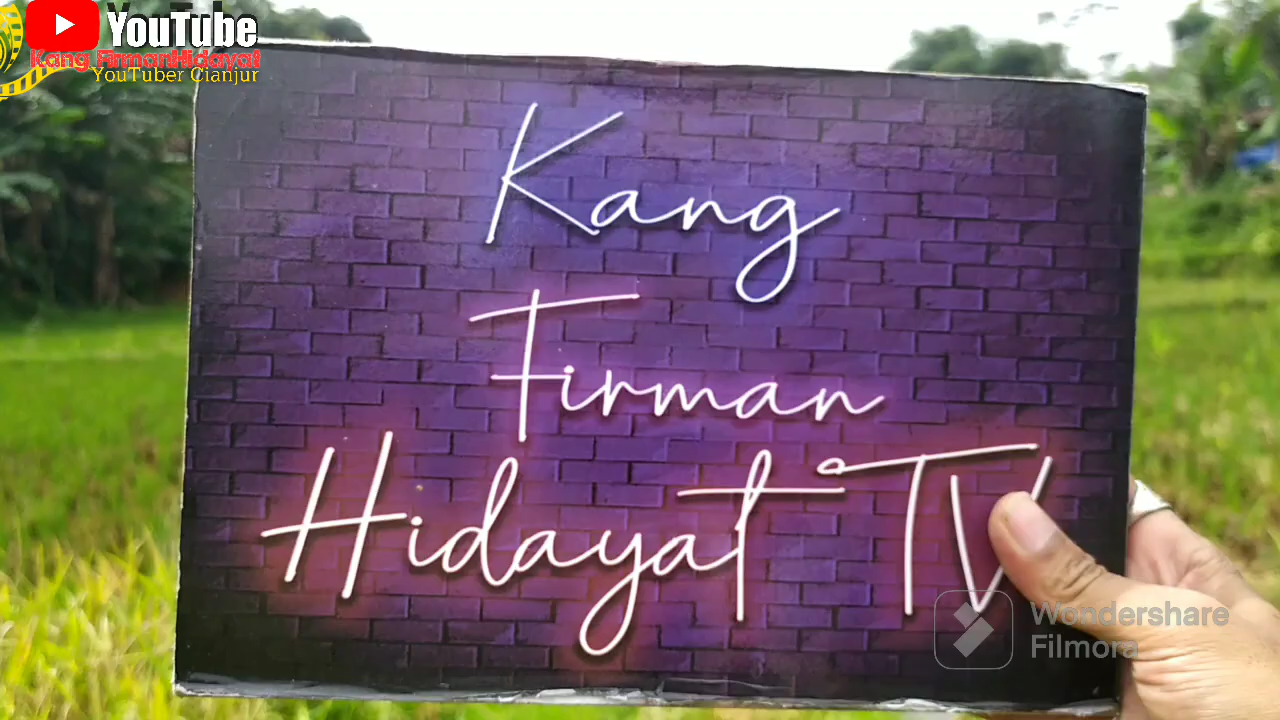 YouTube
Kang FirmanHidayat
YouTuber Cianjur
Kang
Firman
Hidayat TV
Wondershare
Filmora